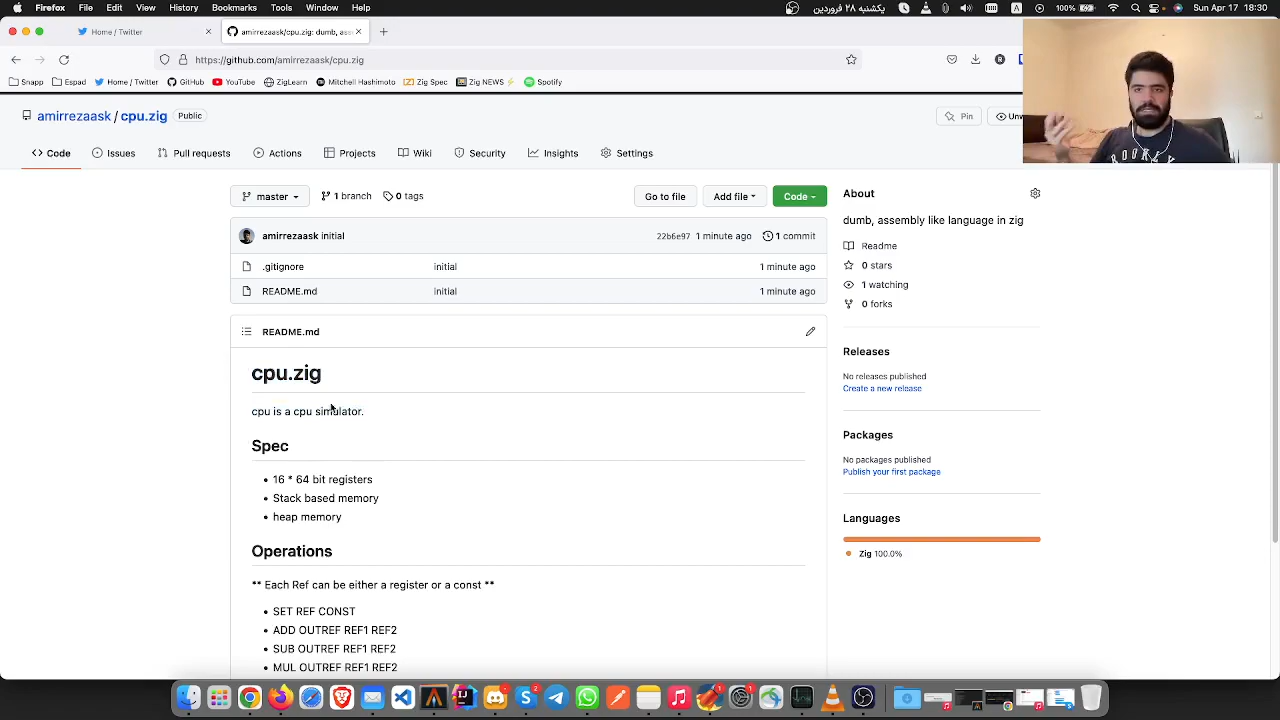 Firefox File Edit View History Bookmarks Tools Window Help
یکشنبه ۲۸ فروردین
100%
Sun Apr 17 18:30
Home / Twitter
amirrezaask/cpu.zig: dumb, ass
https://github.com/amirrezaask/cpu.zig
Snapp Espad Home / Twitter GitHub YouTube ZigLearn Mitchell Hashimoto Zig Spec Zig NEWS ⚡ Spotify
amirrezaask / cpu.zig Public
Pin
Unw
Code Issues Pull requests Actions Projects Wiki Security Insights Settings
master 1 branch 0 tags
Go to file Add file Code
amirrezaask initial 22b6e97 1 minute ago 1 commit
.gitignore initial 1 minute ago
README.md initial 1 minute ago
README.md
cpu.zig
cpu is a cpu simulator.
Spec
16 * 64 bit registers
Stack based memory
heap memory
Operations
** Each Ref can be either a register or a const **
SET REF CONST
ADD OUTREF REF1 REF2
SUB OUTREF REF1 REF2
MUL OUTREF REF1 REF2
About
dumb, assembly like language in zig
Readme
0 stars
1 watching
0 forks
Releases
No releases published
Create a new release
Packages
No packages published
Publish your first package
Languages
Zig 100.0%